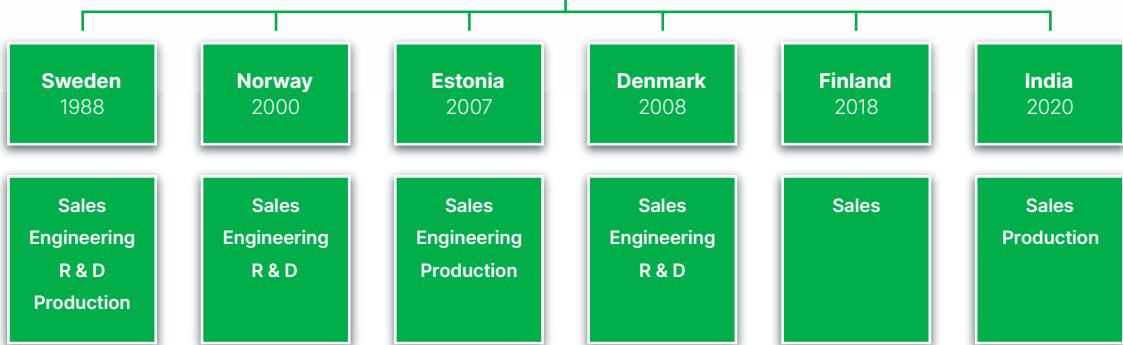 Sweden
1988
Norway
2000
Estonia
2007
Denmark
2008
Finland
2018
India
2020
Sales
Engineering
R & D
Production
Sales
Engineering
R & D
Sales
Engineering
Production
Sales
Engineering
R & D
Sales
Sales
Production